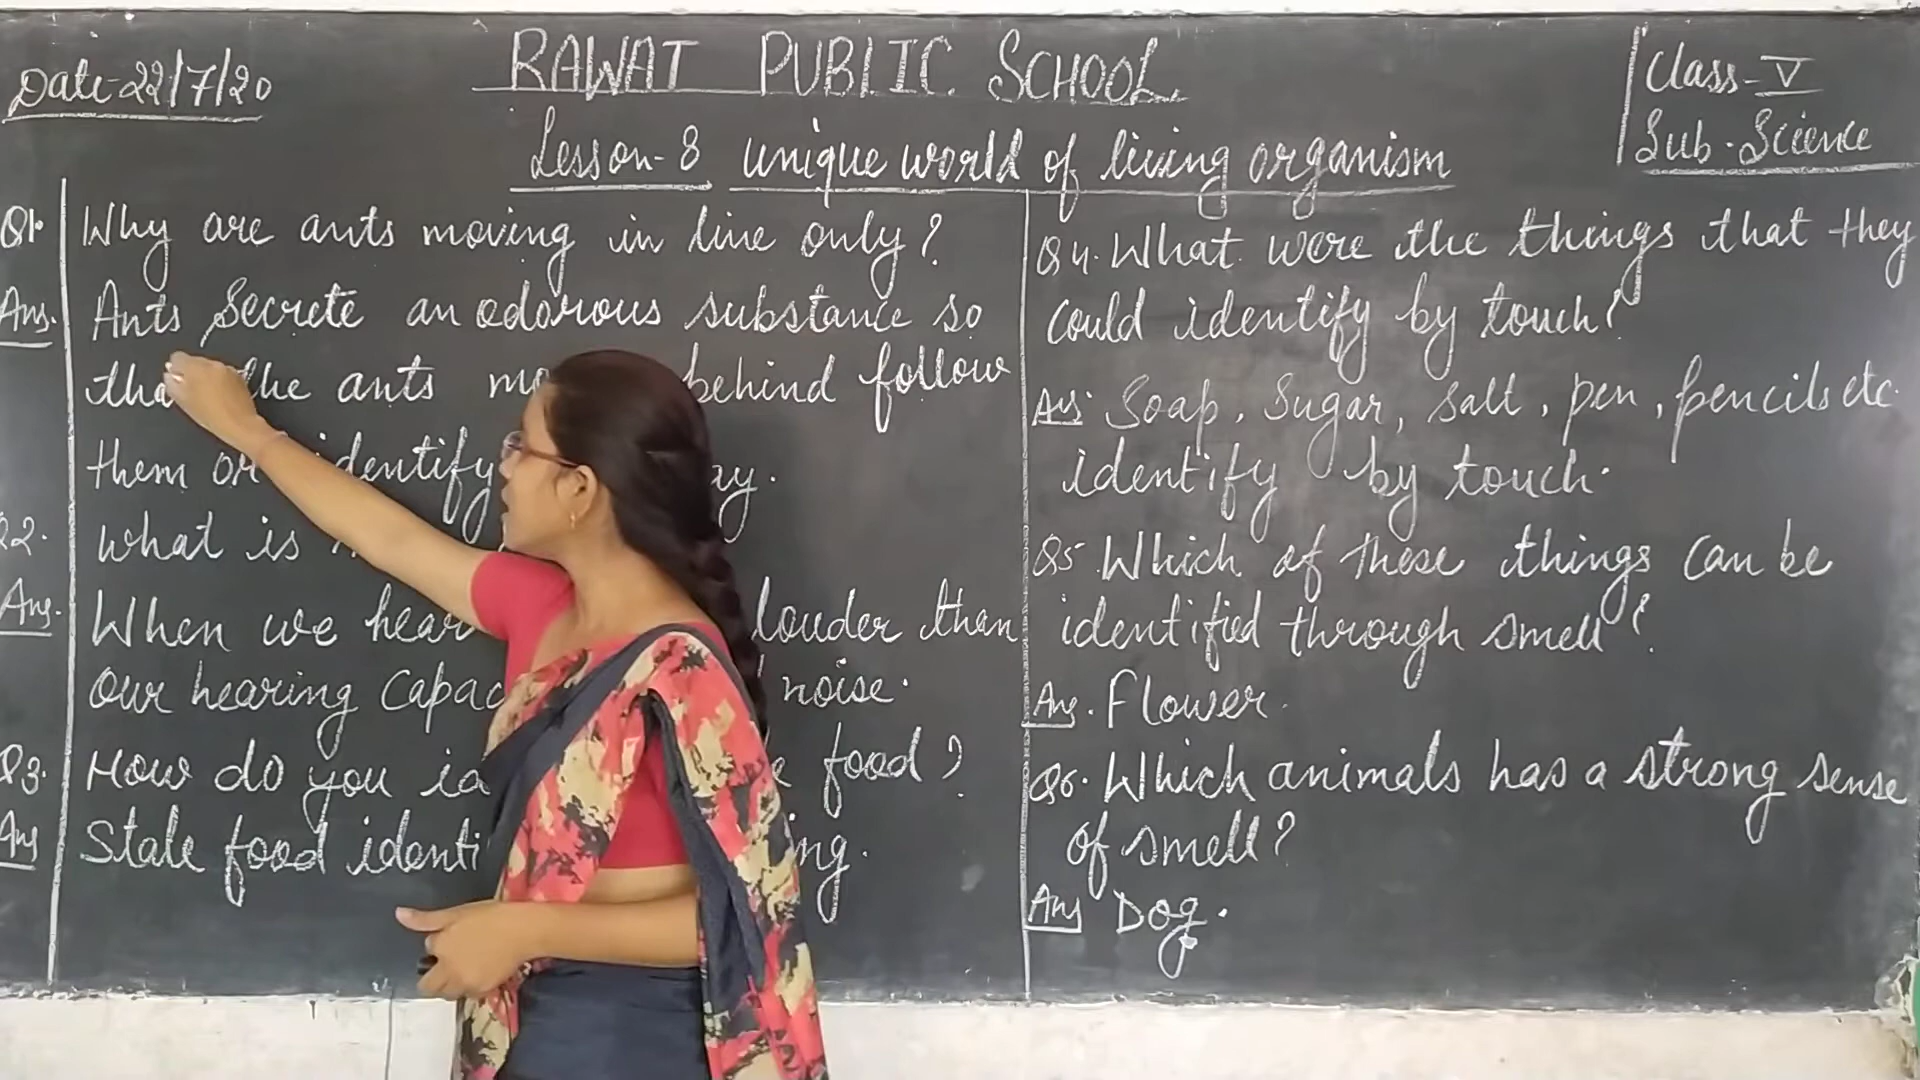 Date-22/7/20
RAWAT PUBLIC SCHOOL
Class-V
Sub.Science
Lesson-8 unique world of living organism
Q1. Why are ants moving in line only?
Ans. Ants Secrete an odorous substance so
the ants behind follow
them or identify
Q2. What is
Ans. When we hear louder than
our hearing noise.
Q3. How do you food?
Ans Stale food
Q4. What were the things that they
could identify by touch?
Ans. Soap, Sugar, Salt, pen, pencils etc.
identify by touch.
Q5 Which of these things can be
identified through smell?
Ans. Flower.
Q6. Which animals has a strong sense
of smell?
Ans Dog.